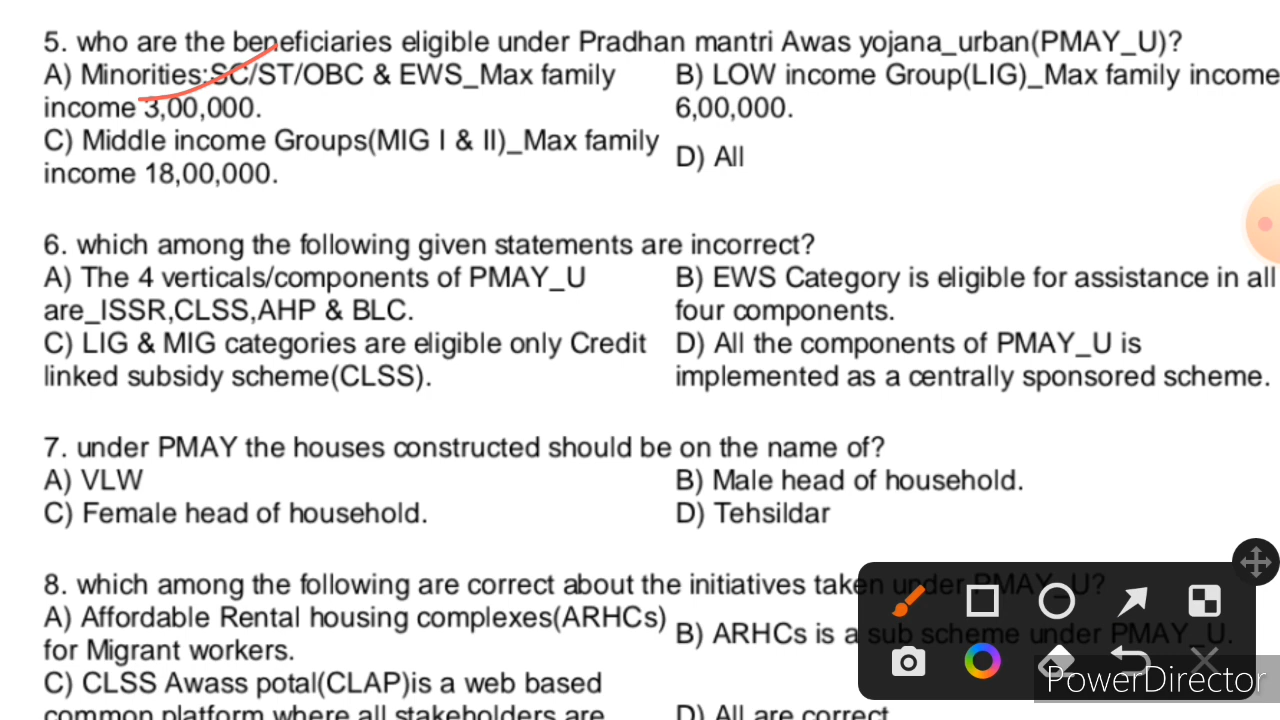 5. who are the beneficiaries eligible under Pradhan mantri Awas yojana_urban(PMAY_U)?
A) Minorities:SC/ST/OBC & EWS_Max family income 3,00,000.
B) LOW income Group(LIG)_Max family income 6,00,000.
C) Middle income Groups(MIG I & II)_Max family income 18,00,000.
D) All
6. which among the following given statements are incorrect?
A) The 4 verticals/components of PMAY_U are_ISSR,CLSS,AHP & BLC.
B) EWS Category is eligible for assistance in all four components.
C) LIG & MIG categories are eligible only Credit linked subsidy scheme(CLSS).
D) All the components of PMAY_U is implemented as a centrally sponsored scheme.
7. under PMAY the houses constructed should be on the name of?
A) VLW
B) Male head of household.
C) Female head of household.
D) Tehsildar
8. which among the following are correct about the initiatives taken under PMAY_U?
A) Affordable Rental housing complexes(ARHCs) for Migrant workers.
B) ARHCs is a sub scheme under PMAY_U.
C) CLSS Awass potal(CLAP)is a web based common platform where all stakeholders are
D) All are correct
PowerDirector